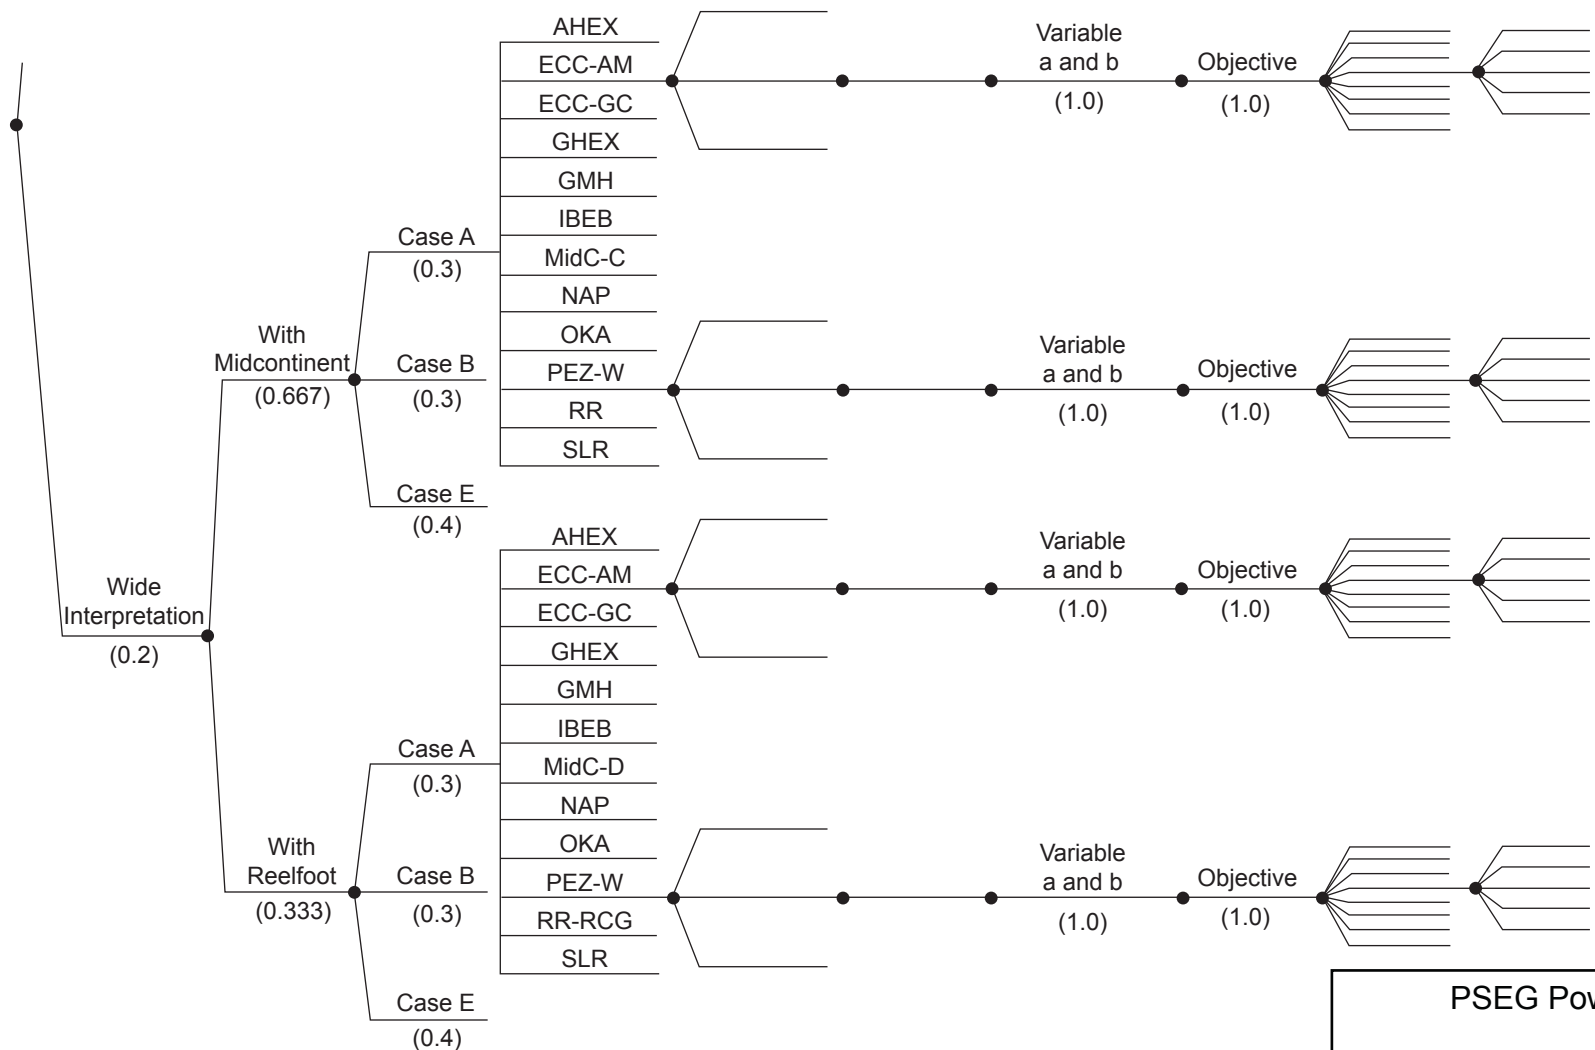 AHEX
ECC-AM
ECC-GC
GHEX
GMH
IBEB
MidC-C
NAP
OKA
PEZ-W
RR
SLR
Variable
a and b
(1.0)
Objective
(1.0)
Variable
a and b
(1.0)
Objective
(1.0)
Case A
(0.3)
With
Midcontinent
(0.667)
Case B
(0.3)
Case E
(0.4)
Wide
Interpretation
(0.2)
AHEX
ECC-AM
ECC-GC
GHEX
GMH
IBEB
MidC-D
NAP
OKA
PEZ-W
RR-RCG
SLR
Variable
a and b
(1.0)
Objective
(1.0)
Variable
a and b
(1.0)
Objective
(1.0)
Case A
(0.3)
With
Reelfoot
(0.333)
Case B
(0.3)
Case E
(0.4)
PSEG